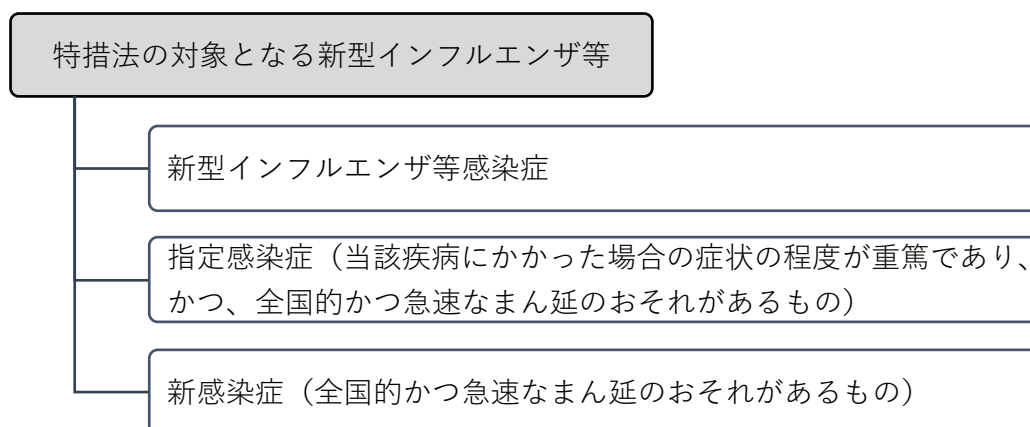 特措法の対象となる新型インフルエンザ等
新型インフルエンザ等感染症
指定感染症（当該疾病にかかった場合の症状の程度が重篤であり、
かつ、全国的かつ急速なまん延のおそれがあるもの）
新感染症（全国的かつ急速なまん延のおそれがあるもの）